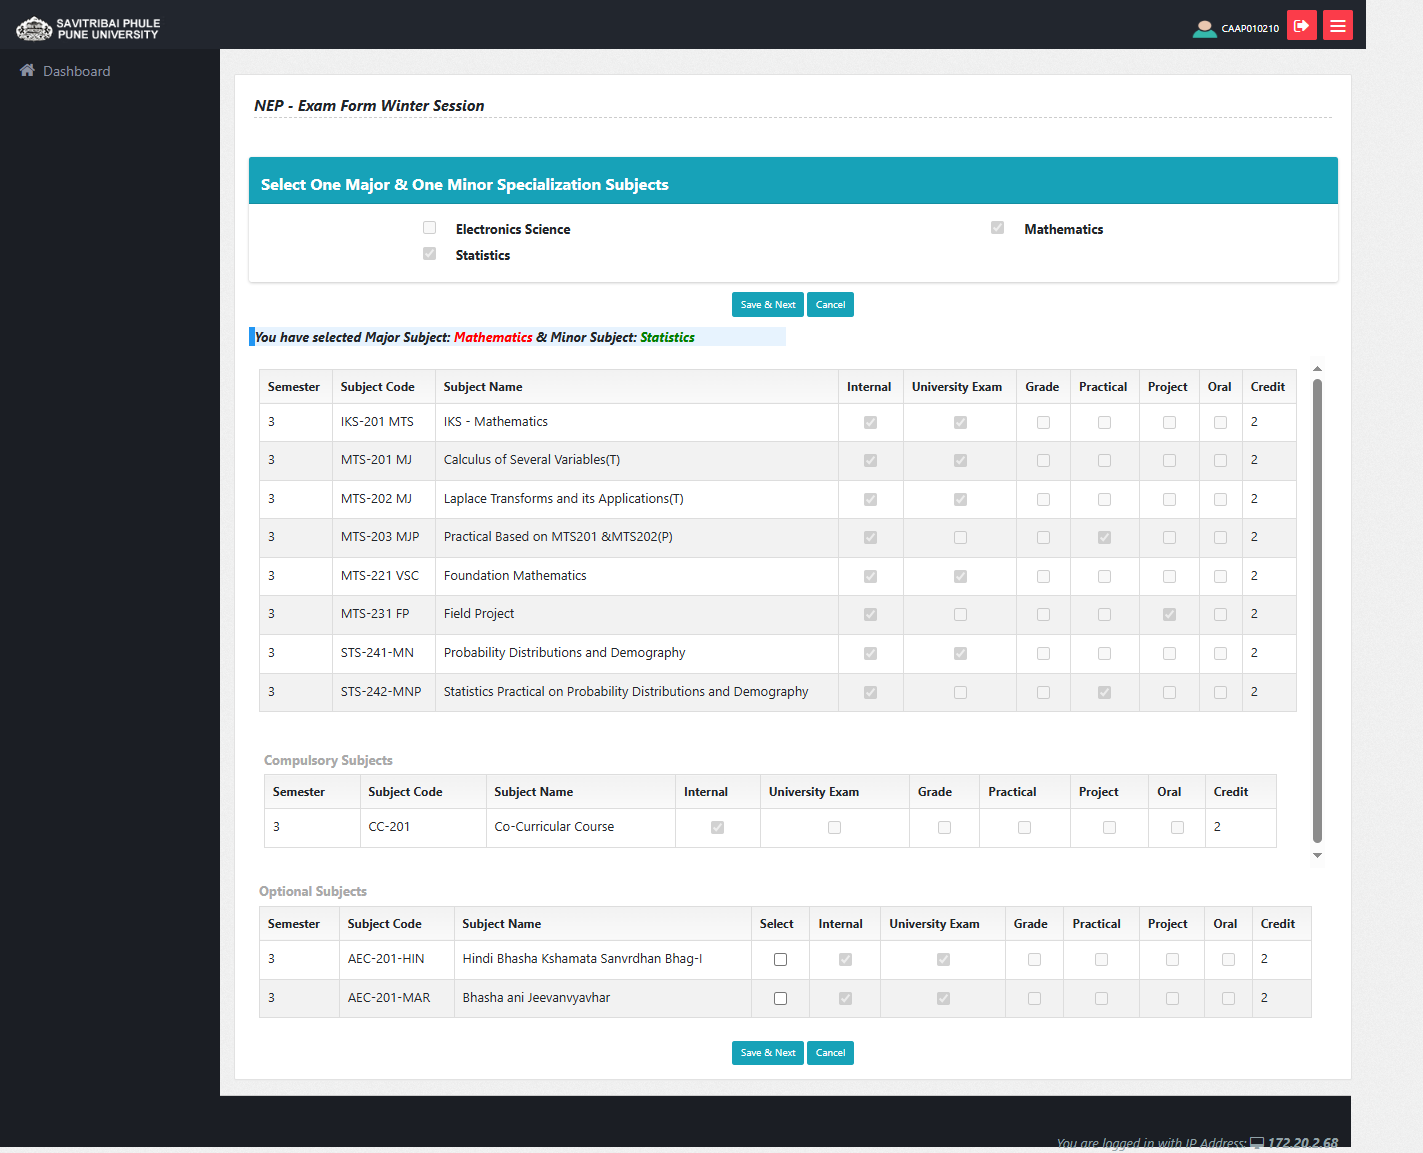 SAVITRIBAI PHULE
PUNE UNIVERSITY
CAAP010210
Dashboard
NEP - Exam Form Winter Session
Select One Major & One Minor Specialization Subjects
Electronics Science Mathematics
Statistics
Save & Next Cancel
You have selected Major Subject: Mathematics & Minor Subject: Statistics
Semester Subject Code Subject Name Internal University Exam Grade Practical Project Oral Credit
3 IKS-201 MTS IKS - Mathematics 2
3 MTS-201 MJ Calculus of Several Variables(T) 2
3 MTS-202 MJ Laplace Transforms and its Applications(T) 2
3 MTS-203 MJP Practical Based on MTS201 &MTS202(P) 2
3 MTS-221 VSC Foundation Mathematics 2
3 MTS-231 FP Field Project 2
3 STS-241-MN Probability Distributions and Demography 2
3 STS-242-MNP Statistics Practical on Probability Distributions and Demography 2
Compulsory Subjects
Semester Subject Code Subject Name Internal University Exam Grade Practical Project Oral Credit
3 CC-201 Co-Curricular Course 2
Optional Subjects
Semester Subject Code Subject Name Select Internal University Exam Grade Practical Project Oral Credit
3 AEC-201-HIN Hindi Bhasha Kshamata Sanvrdhan Bhag-I 2
3 AEC-201-MAR Bhasha ani Jeevanvyavhar 2
Save & Next Cancel
You are logged in with IP Address: 172.20.2.68